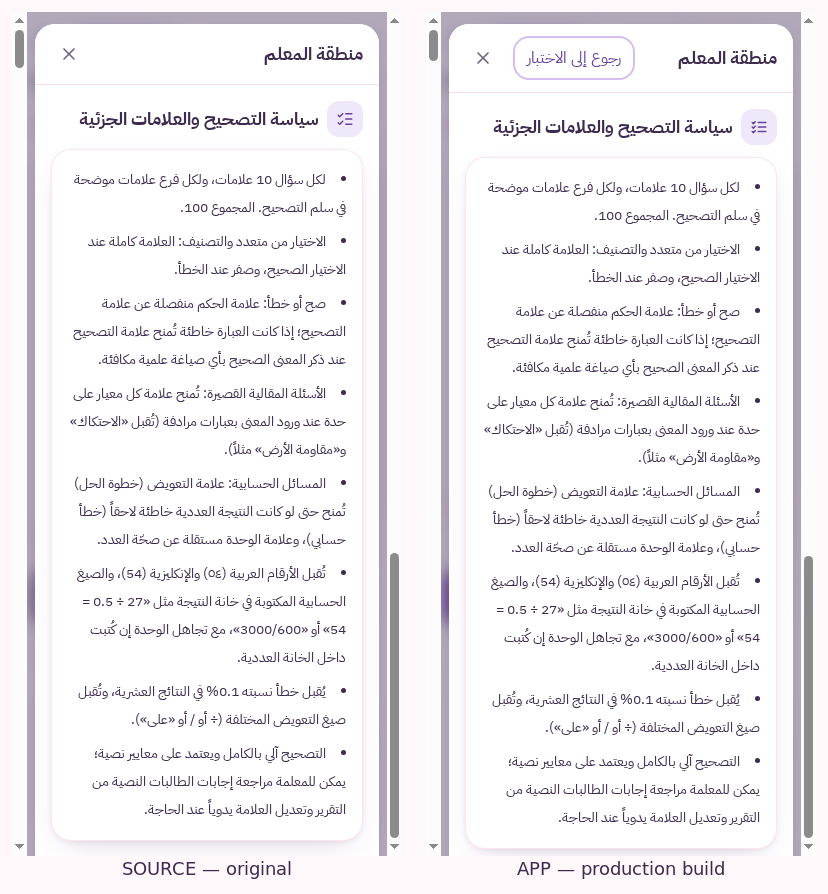 منطقة المعلم
سياسة التصحيح والعلامات الجزئية
• لكل سؤال 10 علامات، ولكل فرع علامات موضحة
في سلم التصحيح. المجموع 100.
• الاختيار من متعدد والتصنيف: العلامة كاملة عند
الاختيار الصحيح، وصفر عند الخطأ.
• صح أو خطأ: علامة الحكم منفصلة عن علامة
التصحيح؛ إذا كانت العبارة خاطئة تُمنح علامة التصحيح
عند ذكر المعنى الصحيح بأي صياغة علمية مكافئة.
• الأسئلة المقالية القصيرة: تُمنح علامة كل معيار على
حدة عند ورود المعنى بعبارات مرادفة (تُقبل «الاحتكاك»
و«مقاومة الأرض» مثلاً).
• المسائل الحسابية: علامة التعويض (خطوة الحل)
تُمنح حتى لو كانت النتيجة العددية خاطئة لاحقاً (خطأ
حسابي)، وعلامة الوحدة مستقلة عن صحّة العدد.
• تُقبل الأرقام العربية (٥٤) والإنكليزية (54)، والصيغ
الحسابية المكتوبة في خانة النتيجة مثل «27 ÷ 0.5 =
54» أو «3000/600»، مع تجاهل الوحدة إن كُتبت
داخل الخانة العددية.
• يُقبل خطأ نسبته 0.1% في النتائج العشرية، وتُقبل
صيغ التعويض المختلفة (÷ أو / أو «على»).
• التصحيح آلي بالكامل ويعتمد على معايير نصية؛
يمكن للمعلمة مراجعة إجابات الطالبات النصية من
التقرير وتعديل العلامة يدوياً عند الحاجة.
SOURCE — original
منطقة المعلم
رجوع إلى الاختبار
سياسة التصحيح والعلامات الجزئية
• لكل سؤال 10 علامات، ولكل فرع علامات موضحة
في سلم التصحيح. المجموع 100.
• الاختيار من متعدد والتصنيف: العلامة كاملة عند
الاختيار الصحيح، وصفر عند الخطأ.
• صح أو خطأ: علامة الحكم منفصلة عن علامة
التصحيح؛ إذا كانت العبارة خاطئة تُمنح علامة التصحيح
عند ذكر المعنى الصحيح بأي صياغة علمية مكافئة.
• الأسئلة المقالية القصيرة: تُمنح علامة كل معيار على
حدة عند ورود المعنى بعبارات مرادفة (تُقبل «الاحتكاك»
و«مقاومة الأرض» مثلاً).
• المسائل الحسابية: علامة التعويض (خطوة الحل)
تُمنح حتى لو كانت النتيجة العددية خاطئة لاحقاً (خطأ
حسابي)، وعلامة الوحدة مستقلة عن صحّة العدد.
• تُقبل الأرقام العربية (٥٤) والإنكليزية (54)، والصيغ
الحسابية المكتوبة في خانة النتيجة مثل «27 ÷ 0.5 =
54» أو «3000/600»، مع تجاهل الوحدة إن كُتبت
داخل الخانة العددية.
• يُقبل خطأ نسبته 0.1% في النتائج العشرية، وتُقبل
صيغ التعويض المختلفة (÷ أو / أو «على»).
• التصحيح آلي بالكامل ويعتمد على معايير نصية؛
يمكن للمعلمة مراجعة إجابات الطالبات النصية من
التقرير وتعديل العلامة يدوياً عند الحاجة.
APP — production build